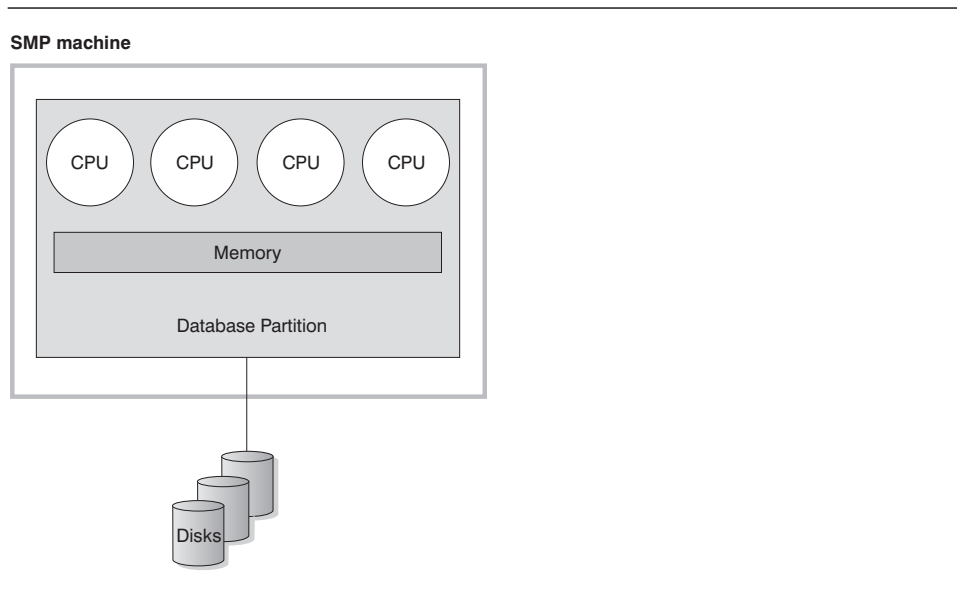 SMP machine
CPU CPU CPU CPU
Memory
Database Partition
Disks